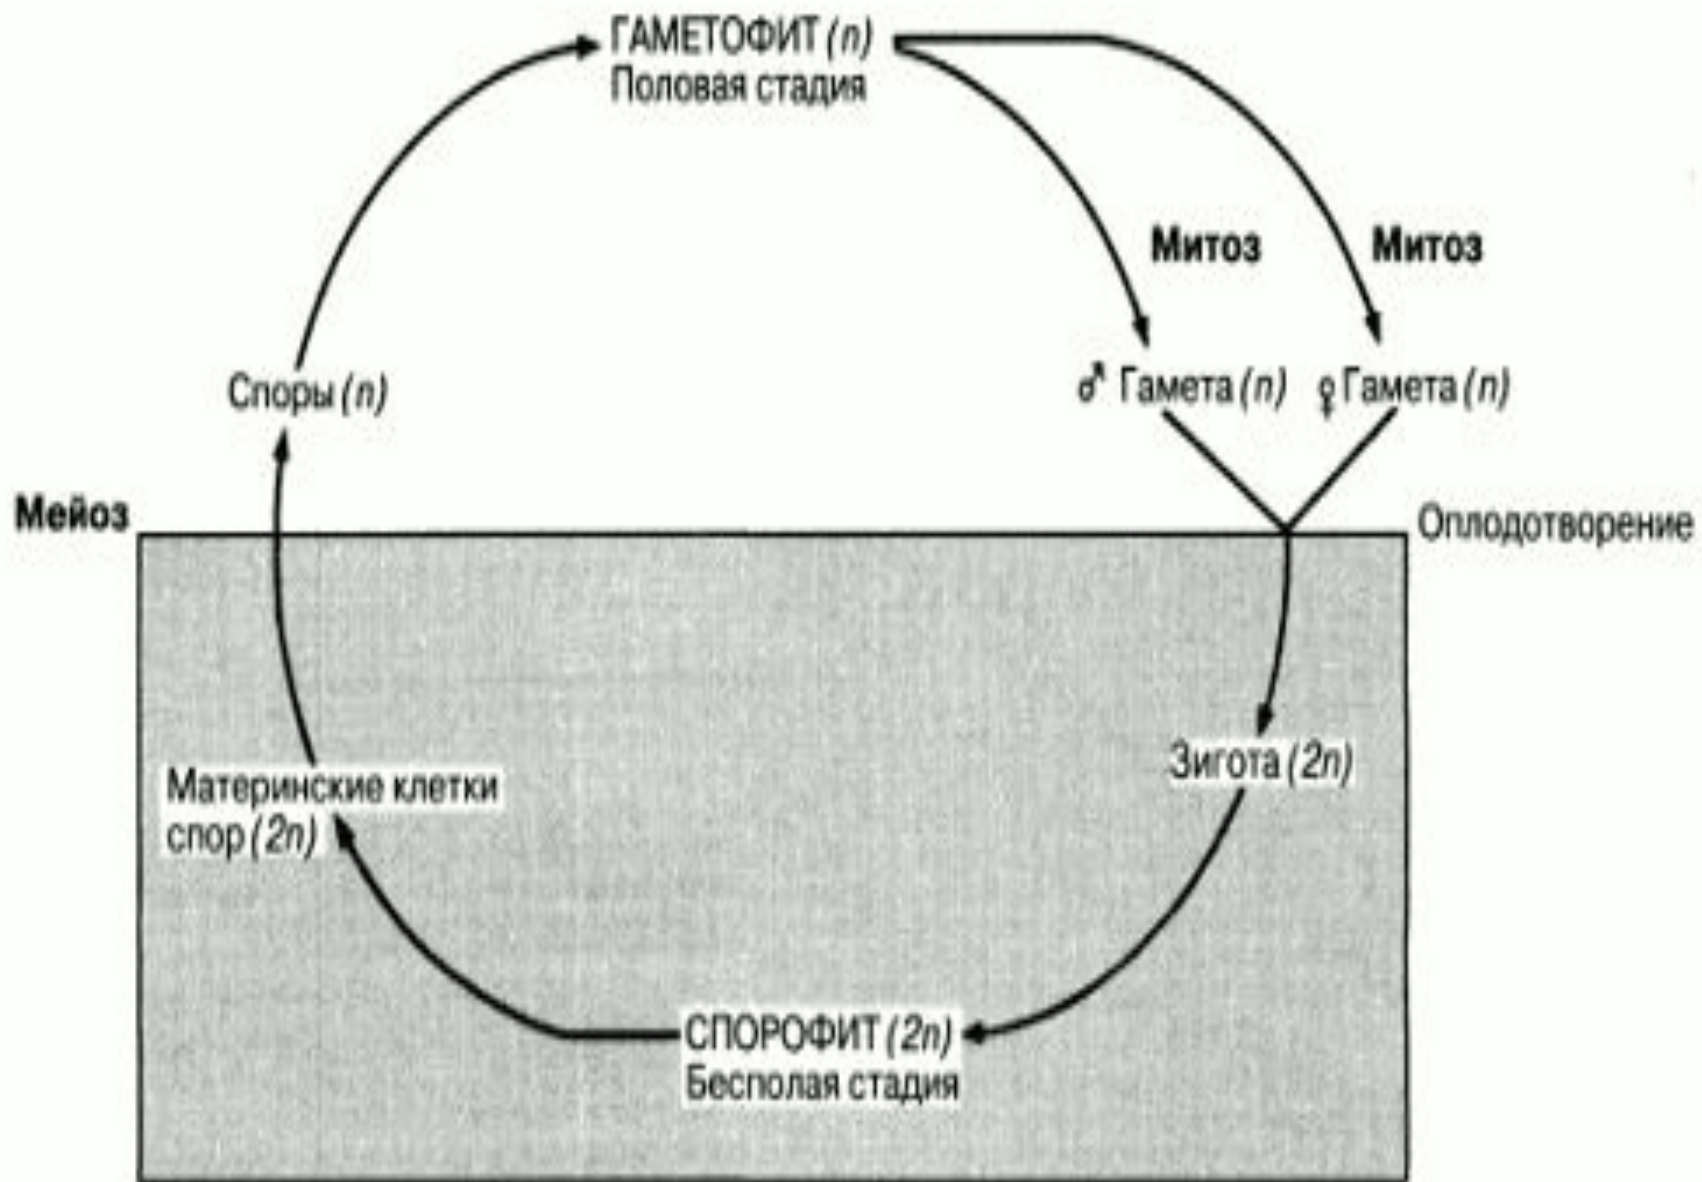 ГАМЕТОФИТ (n)
Половая стадия
Митоз
Митоз
Споры (n)
♂ Гамета (n)
♀ Гамета (n)
Мейоз
Оплодотворение
Зигота (2n)
Материнские клетки
спор (2n)
СПОРОФИТ (2n)
Бесполая стадия